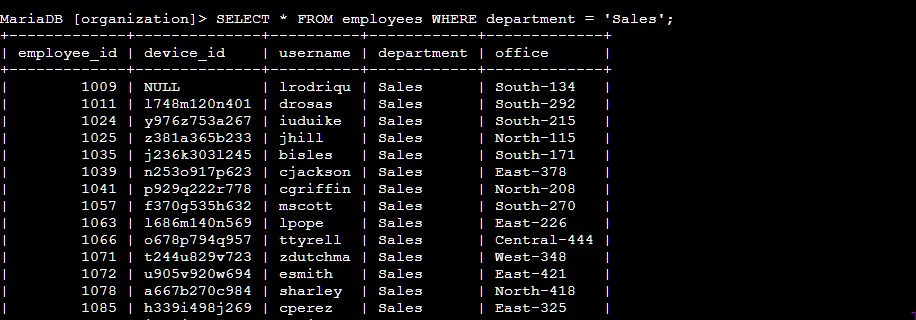 MariaDB [organization]> SELECT * FROM employees WHERE department = 'Sales';
+-------------+--------------+----------+------------+-------------+
| employee_id | device_id    | username | department | office      |
+-------------+--------------+----------+------------+-------------+
|        1009 | NULL         | lrodriqu | Sales      | South-134   |
|        1011 | l748m120n401 | drosas   | Sales      | South-292   |
|        1024 | y976z753a267 | iuduike  | Sales      | South-215   |
|        1025 | z381a365b233 | jhill    | Sales      | North-115   |
|        1035 | j236k303l245 | bisles   | Sales      | South-171   |
|        1039 | n253o917p623 | cjackson | Sales      | East-378    |
|        1041 | p929q222r778 | cgriffin | Sales      | North-208   |
|        1057 | f370g535h632 | mscott   | Sales      | South-270   |
|        1063 | l686m140n569 | lpope    | Sales      | East-226    |
|        1066 | o678p794q957 | ttyrell  | Sales      | Central-444 |
|        1071 | t244u829v723 | zdutchma | Sales      | West-348    |
|        1072 | u905v920w694 | esmith   | Sales      | East-421    |
|        1078 | a667b270c984 | sharley  | Sales      | North-418   |
|        1085 | h339i498j269 | cperez   | Sales      | East-325    |